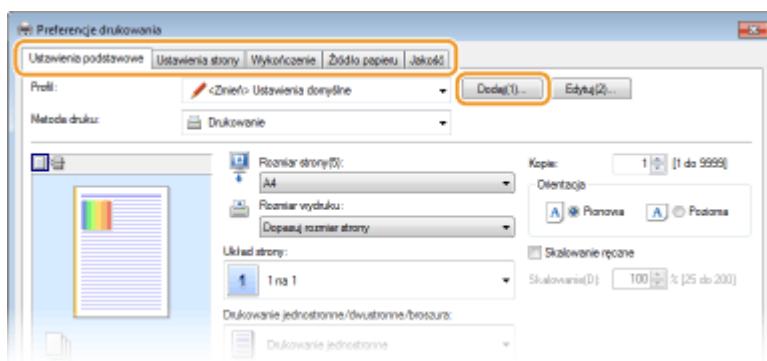 Preferencje drukowania
Ustawienia podstawowe Ustawienia strony Wykończenie Źródło papieru Jakość
Profil: <Zmień> Ustawienia domyślne Dodaj(1)... Edytuj(2)...
Metoda druku: Drukowanie
Rozmiar strony(5):
A4
Rozmiar wydruku:
Dopasuj rozmiar strony
Układ strony:
1 1 na 1
Drukowanie jednostronne/dwustronne/broszura:
Drukowanie jednostronne
Kopie: 1 [1 do 9999]
Orientacja
A Pionowa A Pozioma
Skalowanie ręczne
Skalowanie(D): 100 % [25 do 200]